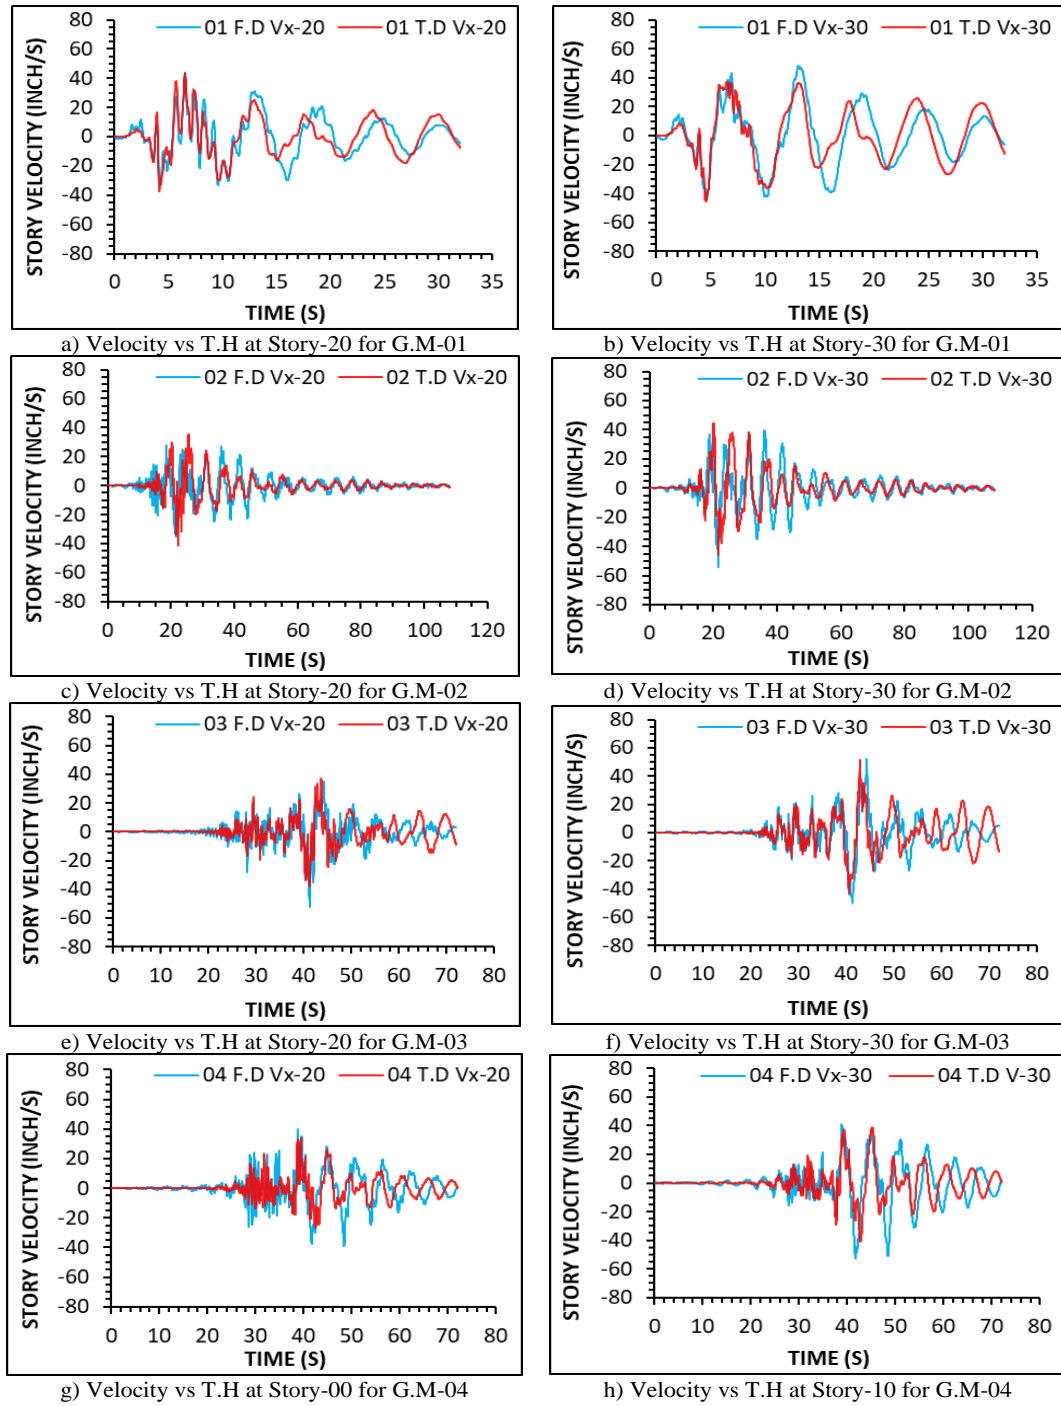 01 F.D Vx-20 01 T.D Vx-20
STORY VELOCITY (INCH/S)
80
60
40
20
0
-20
-40
-60
-80
0 5 10 15 20 25 30 35
TIME (S)
a) Velocity vs T.H at Story-20 for G.M-01
01 F.D Vx-30 01 T.D Vx-30
STORY VELOCITY (INCH/S)
80
60
40
20
0
-20
-40
-60
-80
0 5 10 15 20 25 30 35
TIME (S)
b) Velocity vs T.H at Story-30 for G.M-01
02 F.D Vx-20 02 T.D Vx-20
STORY VELOCITY (INCH/S)
80
60
40
20
0
-20
-40
-60
-80
0 20 40 60 80 100 120
TIME (S)
c) Velocity vs T.H at Story-20 for G.M-02
02 F.D Vx-30 02 T.D Vx-30
STORY VELOCITY (INCH/S)
80
60
40
20
0
-20
-40
-60
-80
0 20 40 60 80 100 120
TIME (S)
d) Velocity vs T.H at Story-30 for G.M-02
03 F.D Vx-20 03 T.D Vx-20
STORY VELOCITY (INCH/S)
80
60
40
20
0
-20
-40
-60
-80
0 10 20 30 40 50 60 70 80
TIME (S)
e) Velocity vs T.H at Story-20 for G.M-03
03 F.D Vx-30 03 T.D Vx-30
STORY VELOCITY (INCH/S)
80
60
40
20
0
-20
-40
-60
-80
0 10 20 30 40 50 60 70 80
TIME (S)
f) Velocity vs T.H at Story-30 for G.M-03
04 F.D Vx-20 04 T.D Vx-20
STORY VELOCITY (INCH/S)
80
60
40
20
0
-20
-40
-60
-80
0 10 20 30 40 50 60 70 80
TIME (S)
g) Velocity vs T.H at Story-00 for G.M-04
04 F.D Vx-30 04 T.D V-30
STORY VELOCITY (INCH/S)
80
60
40
20
0
-20
-40
-60
-80
0 10 20 30 40 50 60 70 80
TIME (S)
h) Velocity vs T.H at Story-10 for G.M-04